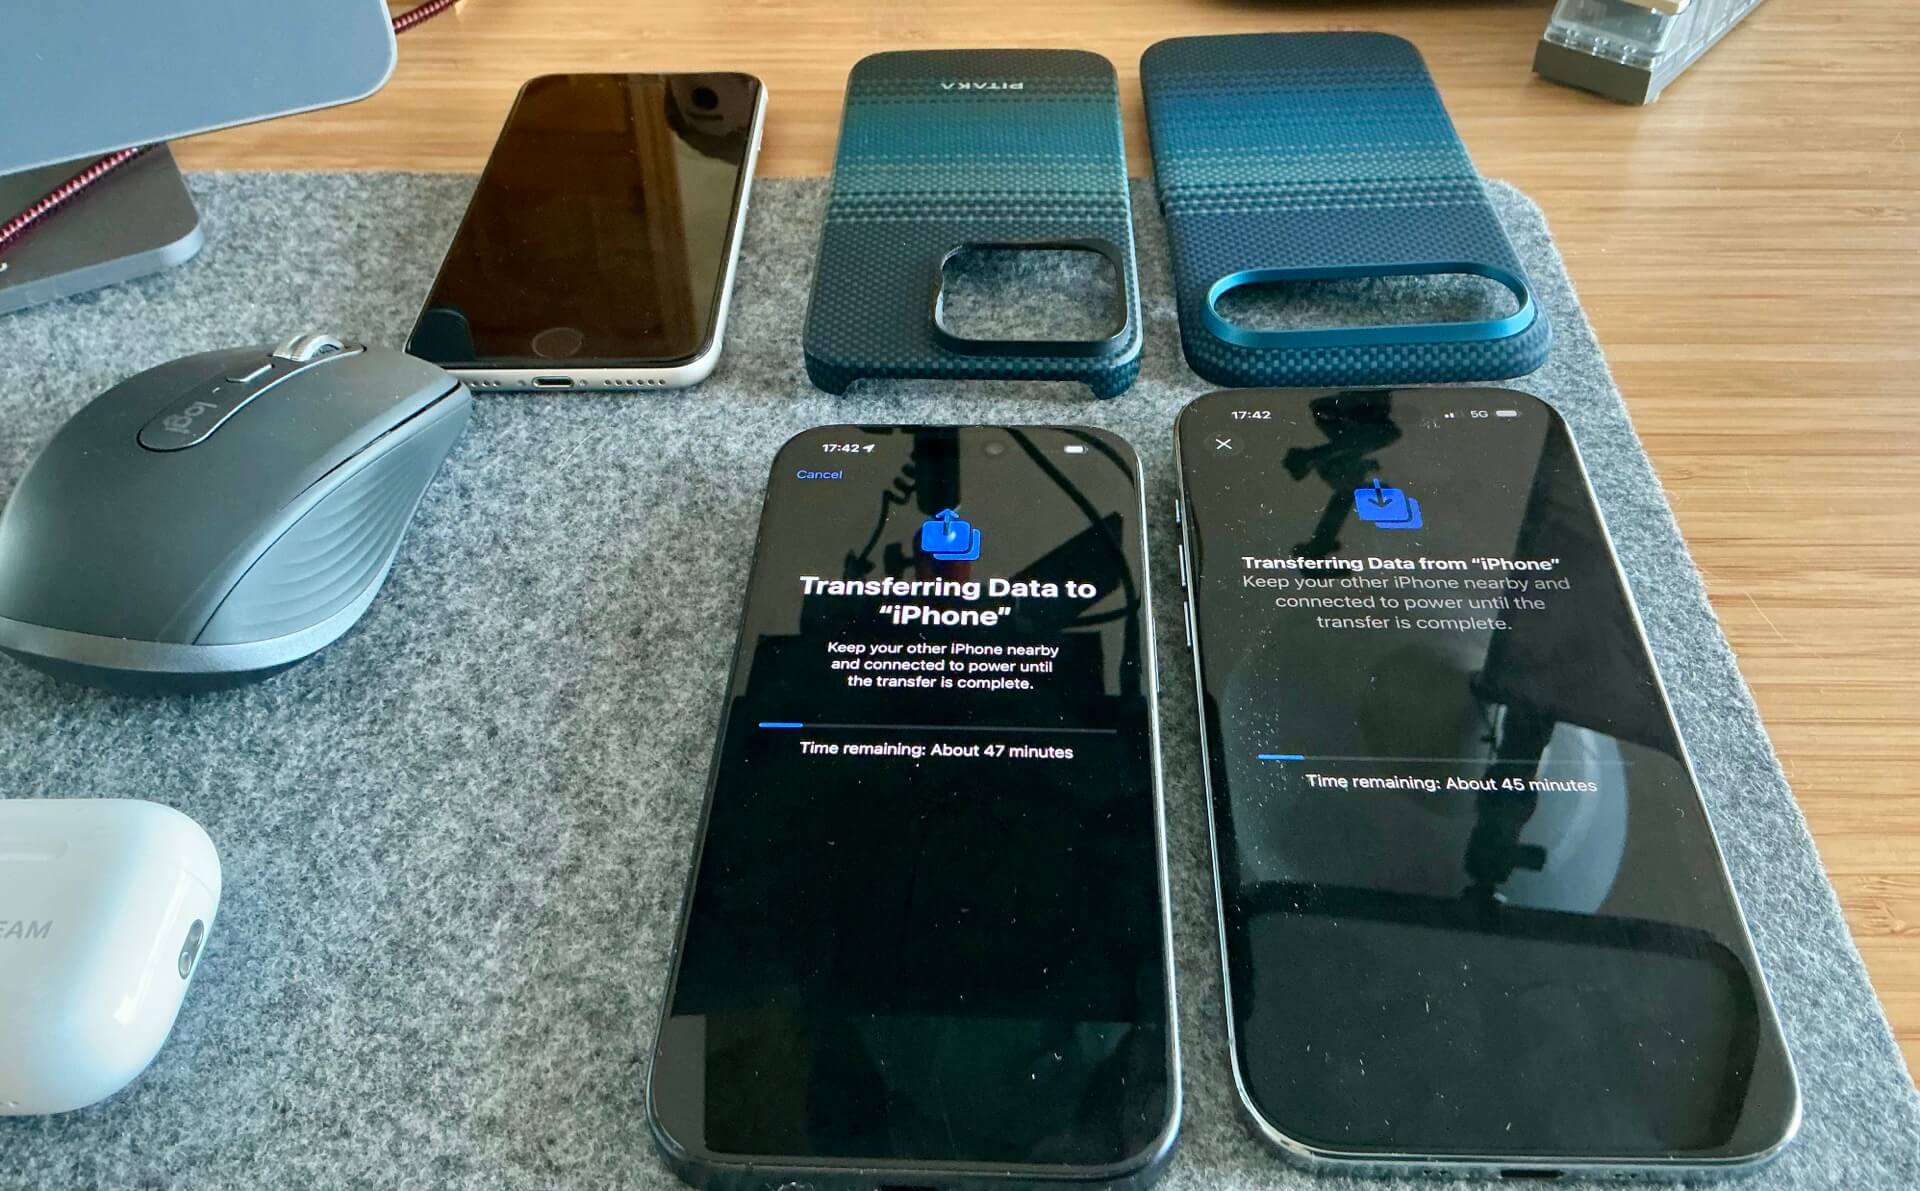 PITAKA
logi
EAM
17:42
Cancel
Transferring Data to
“iPhone”
Keep your other iPhone nearby
and connected to power until
the transfer is complete.
Time remaining: About 47 minutes
17:42
5G
Transferring Data from “iPhone”
Keep your other iPhone nearby and
connected to power until the
transfer is complete.
Time remaining: About 45 minutes